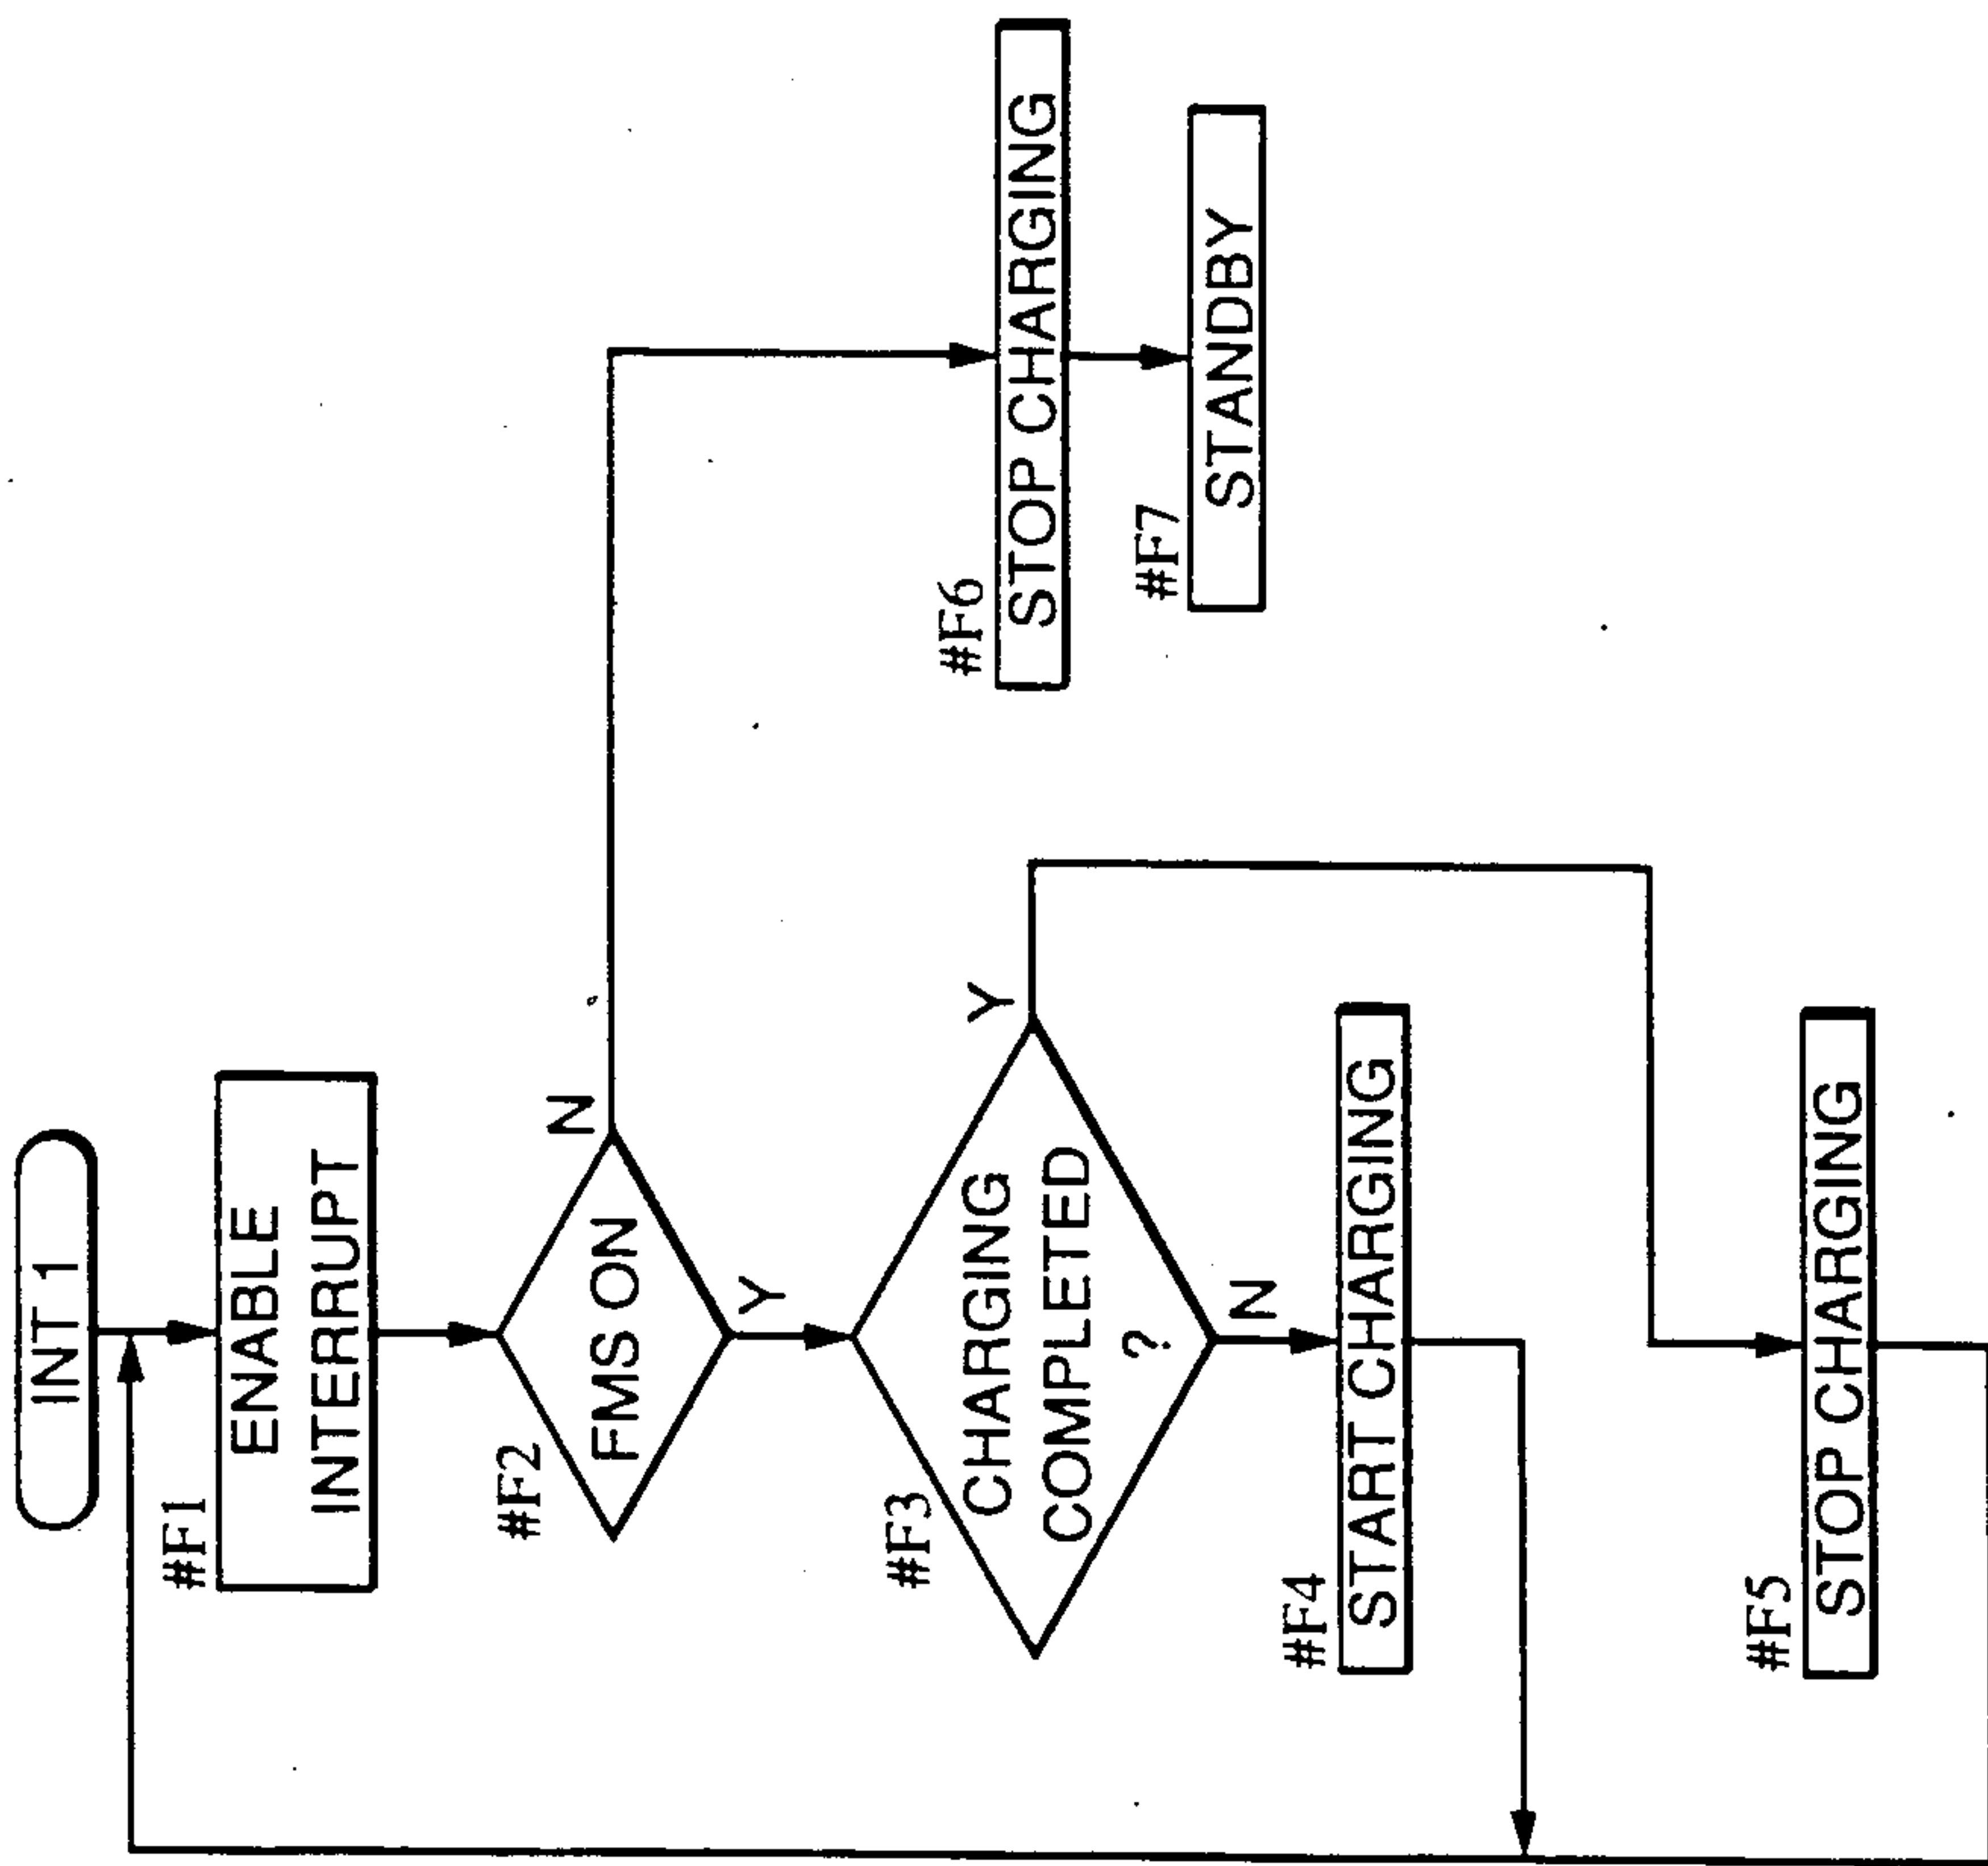 INT 1
#F1
ENABLE
INTERRUPT
#F2
FMS ON
N
Y
#F3
CHARGING
COMPLETED
?
Y
N
#F4
START CHARGING
#F5
STOP CHARGING
#F6
STOP CHARGING
#F7
STANDBY